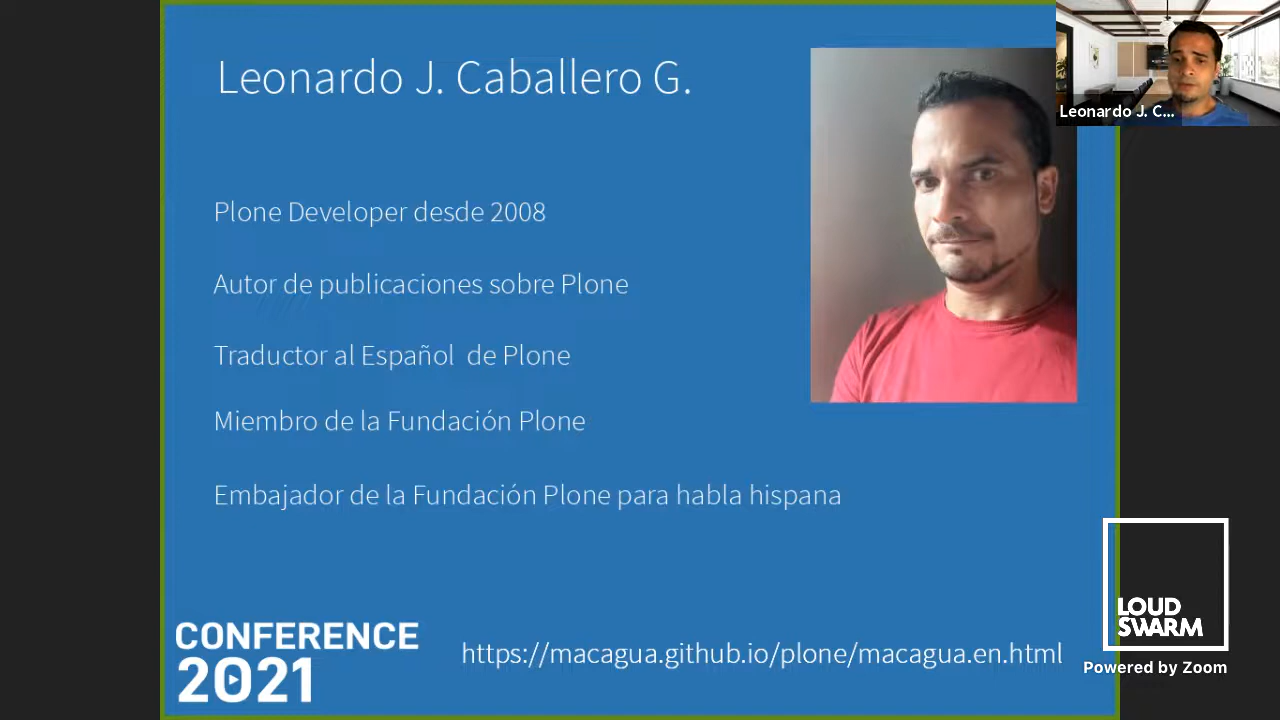 Leonardo J. Caballero G.
Leonardo J. C...
Plone Developer desde 2008
Autor de publicaciones sobre Plone
Traductor al Español de Plone
Miembro de la Fundación Plone
Embajador de la Fundación Plone para habla hispana
CONFERENCE
2021
https://macagua.github.io/plone/macagua.en.html
LOUD
SWARM
Powered by Zoom